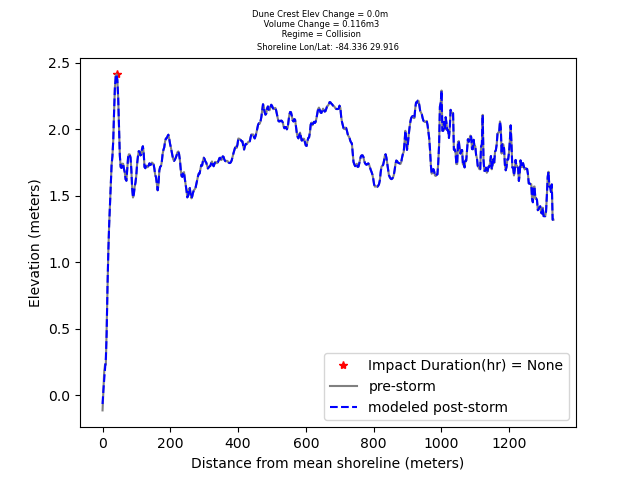 Dune Crest Elev Change = 0.0m
Volume Change = 0.116m3
Regime = Collision
Shoreline Lon/Lat: -84.336 29.916
2.5
2.0
1.5
1.0
0.5
0.0
Elevation (meters)
Impact Duration(hr) = None
pre-storm
modeled post-storm
0 200 400 600 800 1000 1200
Distance from mean shoreline (meters)